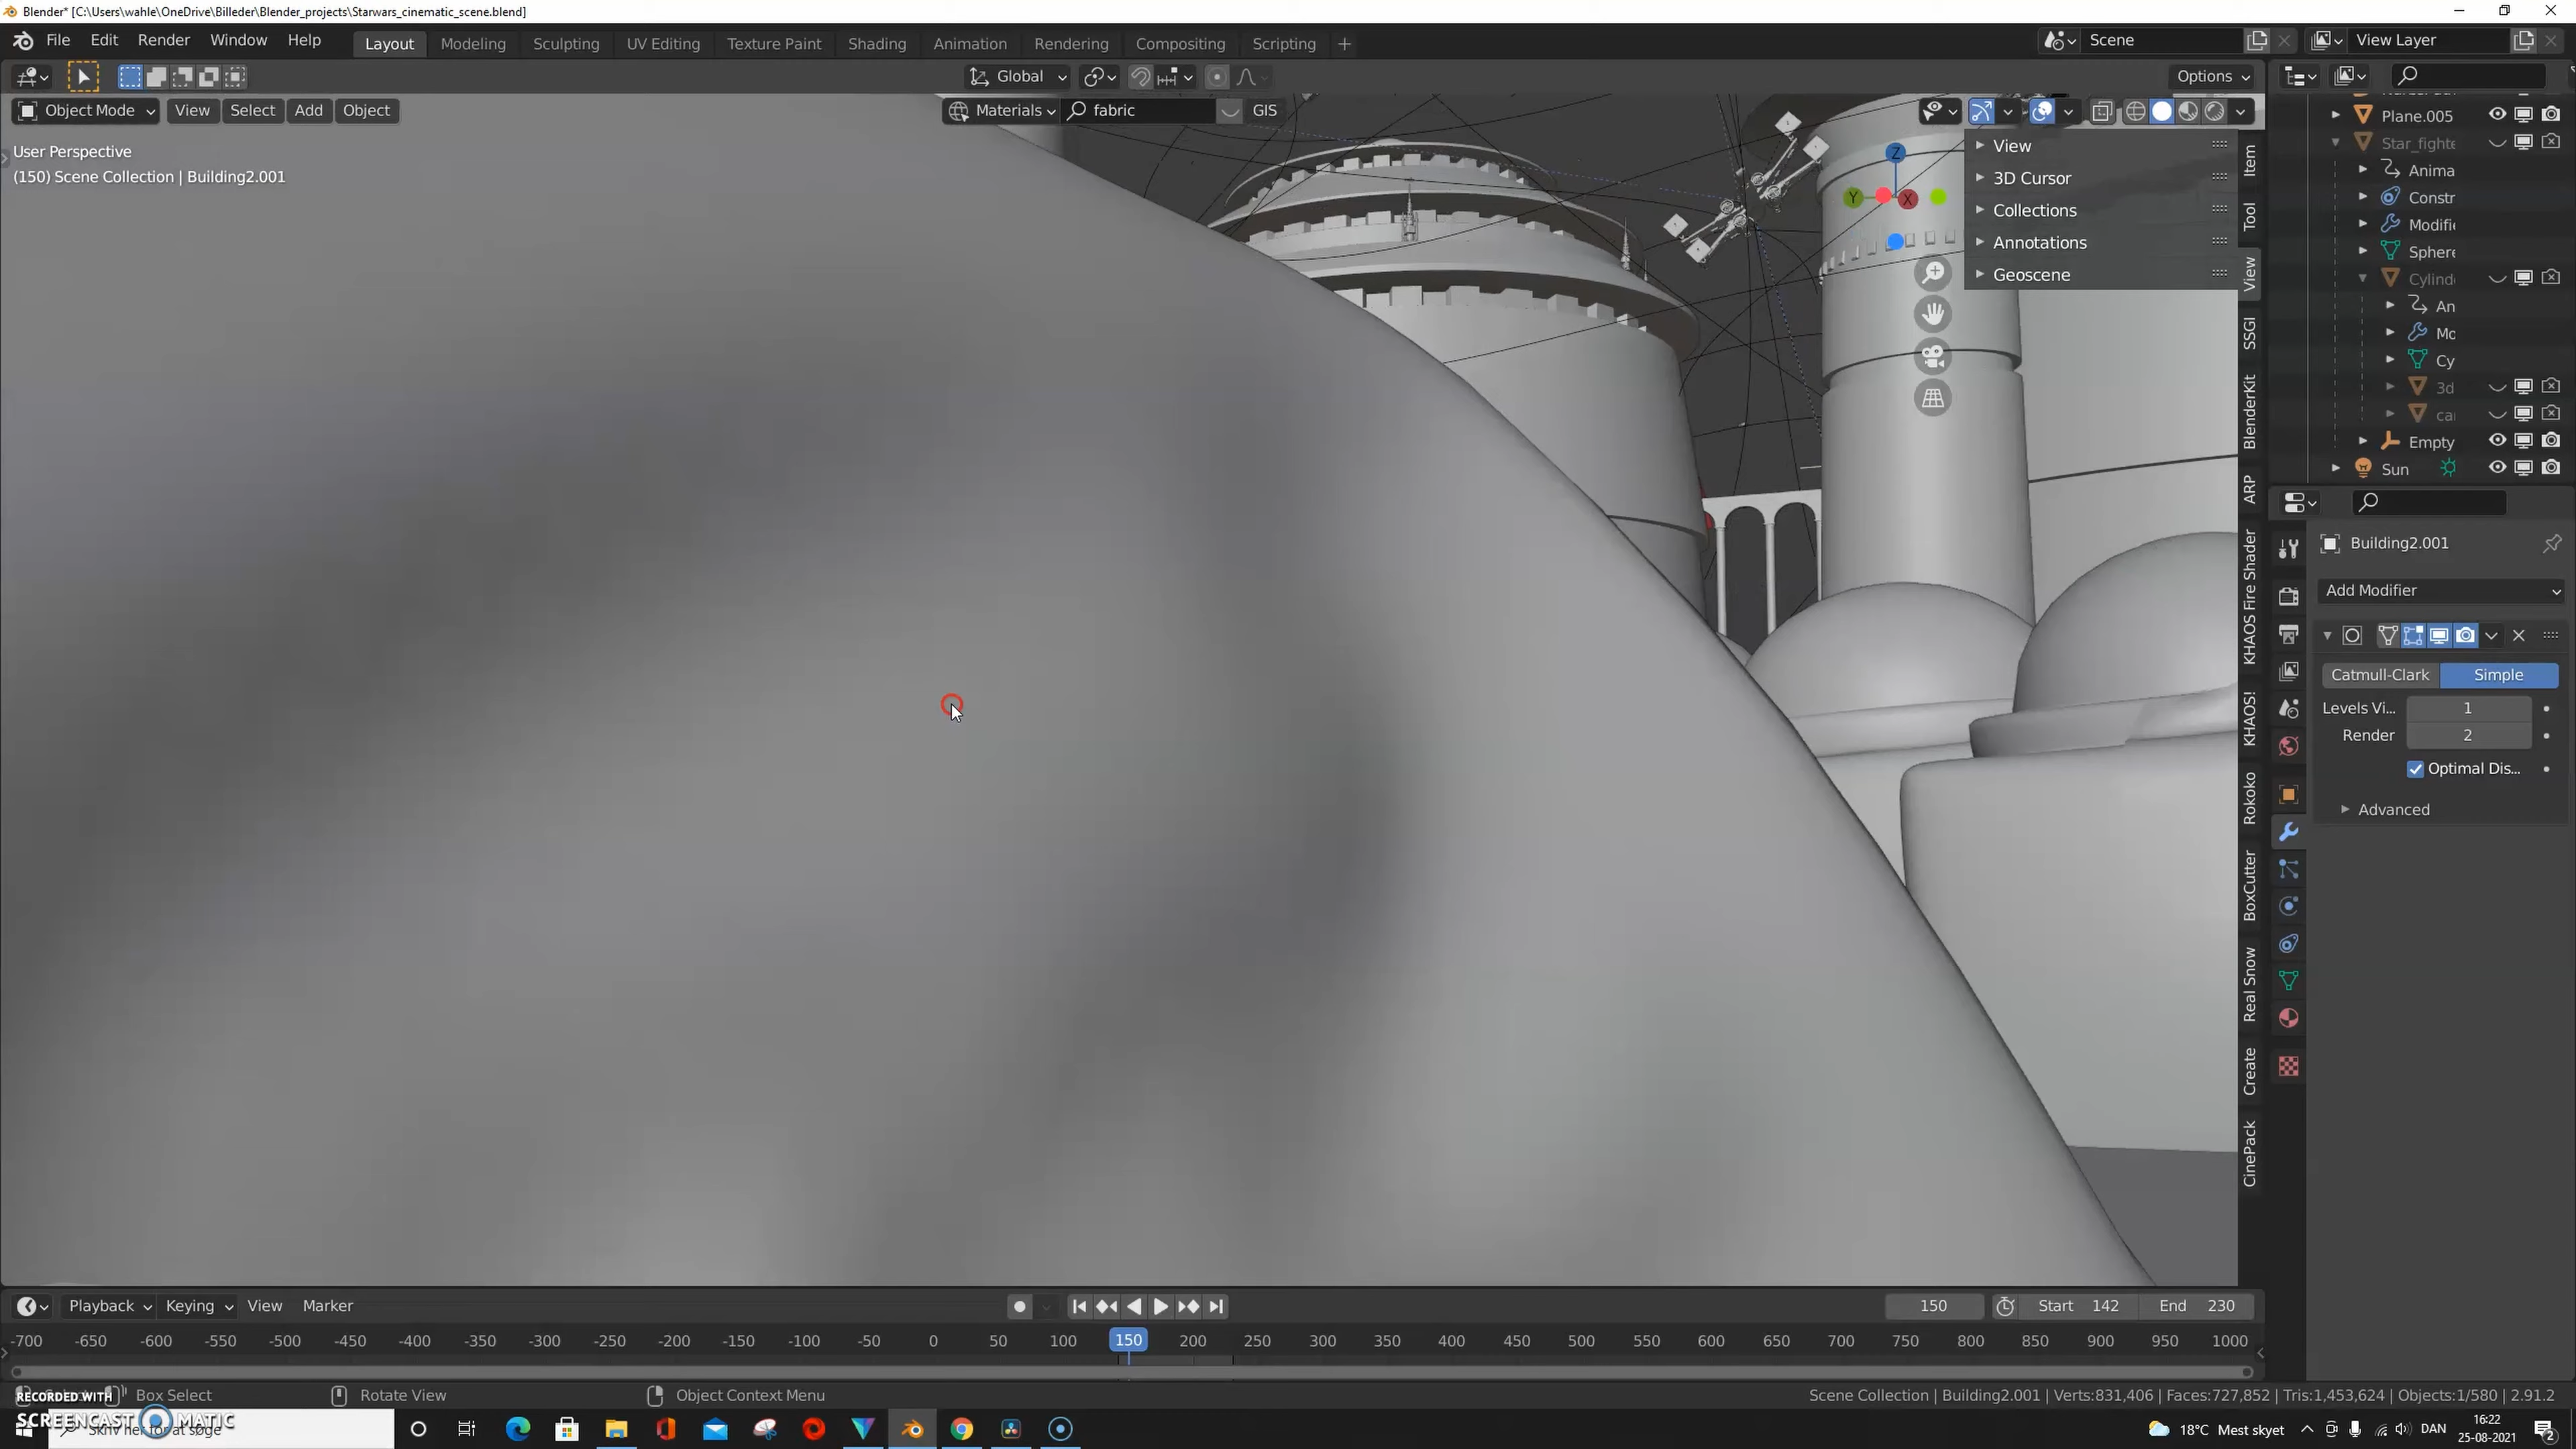 Blender* [C:\Users\wahle\OneDrive\Billeder\Blender_projects\Starwars_cinematic_scene.blend]
File Edit Render Window Help Layout Modeling Sculpting UV Editing Texture Paint Shading Animation Rendering Compositing Scripting + Scene View Layer
Global Options
Object Mode View Select Add Object Materials fabric GIS
User Perspective
(150) Scene Collection | Building2.001
View
3D Cursor
Collections
Annotations
Geoscene
Z
Y X
Item
Tool
View
SSGI
BlenderKit
ARP
KHAOS Fire Shader
KHAOS!
Rokoko
BoxCutter
Real Snow
Create
CinePack
Plane.005
Star_fighte
Anima
Constr
Modifi
Sphere
Cylind
An
Mo
Cy
3d
ca
Empty
Sun
Building2.001
Add Modifier
Catmull-Clark Simple
Levels Vi... 1
Render 2
Optimal Dis...
Advanced
Playback Keying View Marker 150 Start 142 End 230
-700 -650 -600 -550 -500 -450 -400 -350 -300 -250 -200 -150 -100 -50 0 50 100 150 200 250 300 350 400 450 500 550 600 650 700 750 800 850 900 950 1000
RECORDED WITH Box Select Rotate View Object Context Menu Scene Collection | Building2.001 | Verts:831,406 | Faces:727,852 | Tris:1,453,624 | Objects:1/580 | 2.91.2
SCREENCAST MATIC
Skriv her for at søge
18°C Mest skyet DAN 16:22
25-08-2021 2